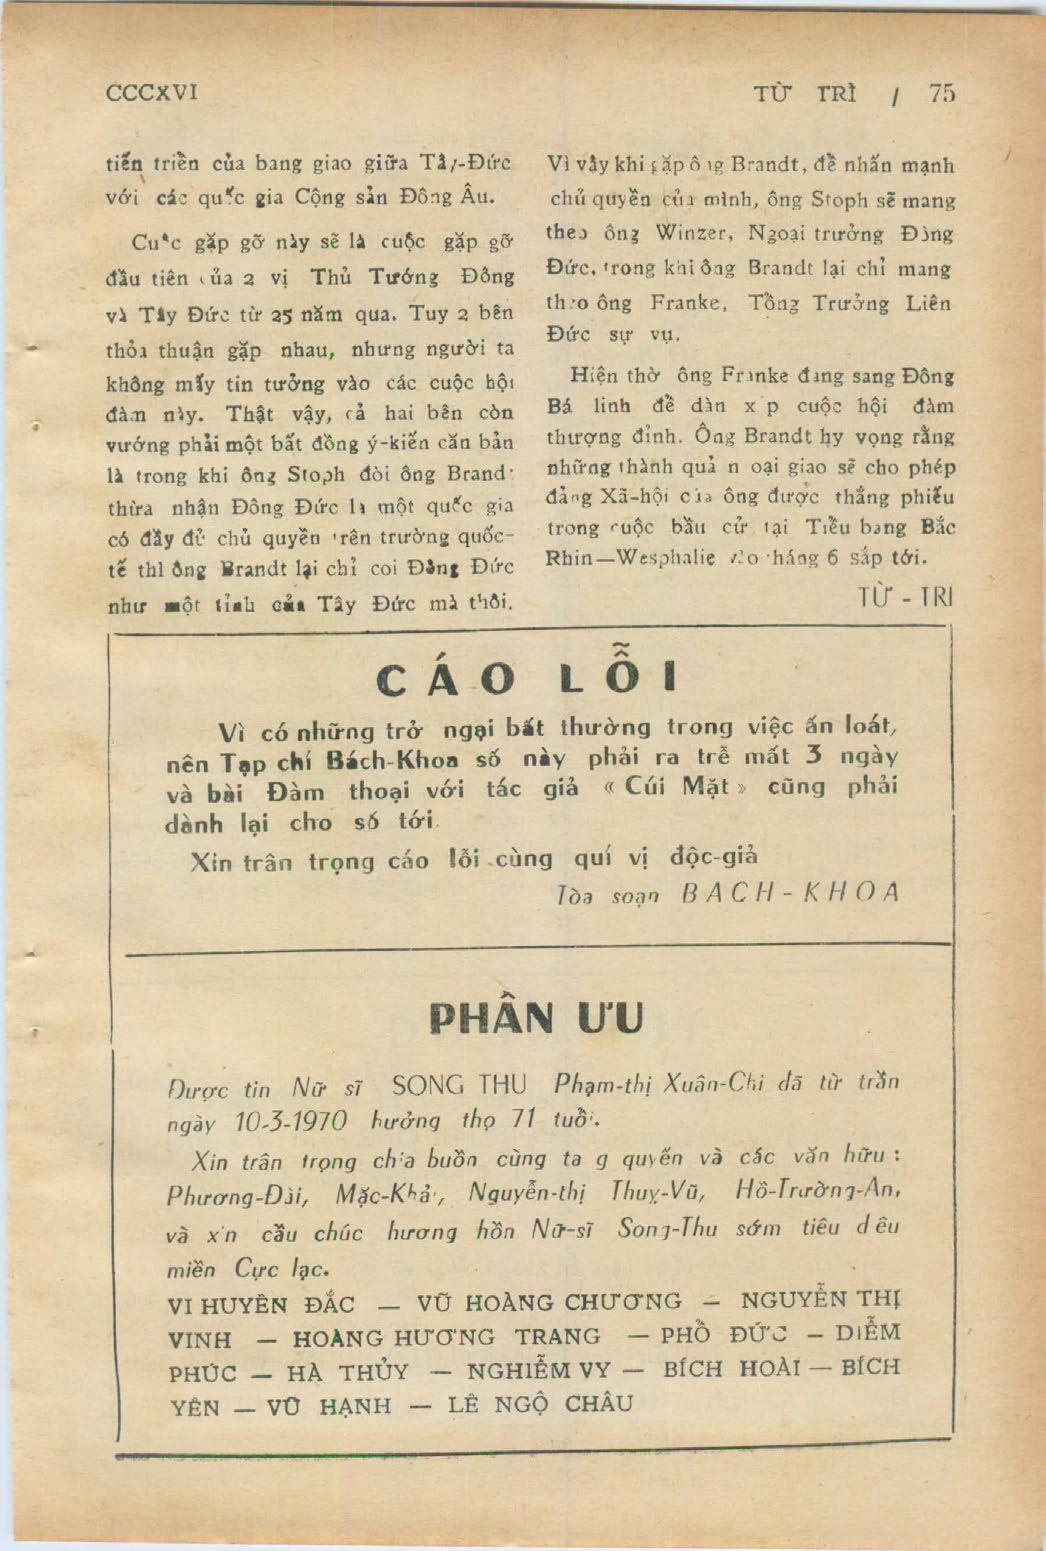 CCCXVI
TỪ TRÌ / 75
tiến triển của bang giao giữa Tây-Đức
với các quốc gia Cộng sản Đông Âu.
Cuộc gặp gỡ này sẽ là cuộc gặp gỡ
đầu tiên của 2 vị Thủ Tướng Đông
và Tây Đức từ 25 năm qua. Tuy 2 bên
thỏa thuận gặp nhau, nhưng người ta
không mấy tin tưởng vào các cuộc hội
đàm này. Thật vậy, cả hai bên còn
vướng phải một bất đồng ý-kiến căn bản
là trong khi ông Stoph đòi ông Brandt
thừa nhận Đông Đức là một quốc gia
có đầy đủ chủ quyền trên trường quốc-
tế thì ông Brandt lại chỉ coi Đông Đức
như một tỉnh của Tây Đức mà thôi.
Vì vậy khi gặp ông Brandt, để nhấn mạnh
chủ quyền của mình, ông Stoph sẽ mang
theo ông Winzer, Ngoại trưởng Đông
Đức, trong khi ông Brandt lại chỉ mang
theo ông Franke, Tổng Trưởng Liên
Đức sự vụ.
Hiện thờ ông Franke đang sang Đông
Bá linh để dàn xếp cuộc hội đàm
thượng đỉnh. Ông Brandt hy vọng rằng
những thành quả ngoại giao sẽ cho phép
đảng Xã-hội của ông được thắng phiếu
trong cuộc bầu cử tại Tiểu bang Bắc
Rhin—Wesphalie vào tháng 6 sắp tới.
TỪ - TRI
CÁO LỖI
Vì có những trở ngại bất thường trong việc ấn loát,
nên Tạp chí Bách-Khoa số này phải ra trễ mất 3 ngày
và bài Đàm thoại với tác giả « Cúi Mặt » cũng phải
dành lại cho số tới.
Xin trân trọng cáo lỗi cùng quí vị độc-giả
Tòa soạn BACH-KHOA
PHÂN ƯU
Được tin Nữ sĩ SONG THU Phạm-thị Xuân-Chi đã từ trần
ngày 10-3-1970 hưởng thọ 71 tuổi.
Xin trân trọng chia buồn cùng tang quyến và các văn hữu :
Phương-Đài, Mặc-Khải, Nguyễn-thị Thuỵ-Vũ, Hồ-Trường-An,
và xin cầu chúc hương hồn Nữ-sĩ Song-Thu sớm tiêu diêu
miền Cực lạc.
VI HUYỀN ĐẮC — VŨ HOÀNG CHƯƠNG — NGUYỄN THỊ
VINH — HOÀNG HƯƠNG TRANG — PHỔ ĐỨC — DIỄM
PHÚC — HÀ THỦY — NGHIỄM VY — BÍCH HOÀI — BÍCH
YẾN — VŨ HẠNH — LÊ NGỘ CHÂU